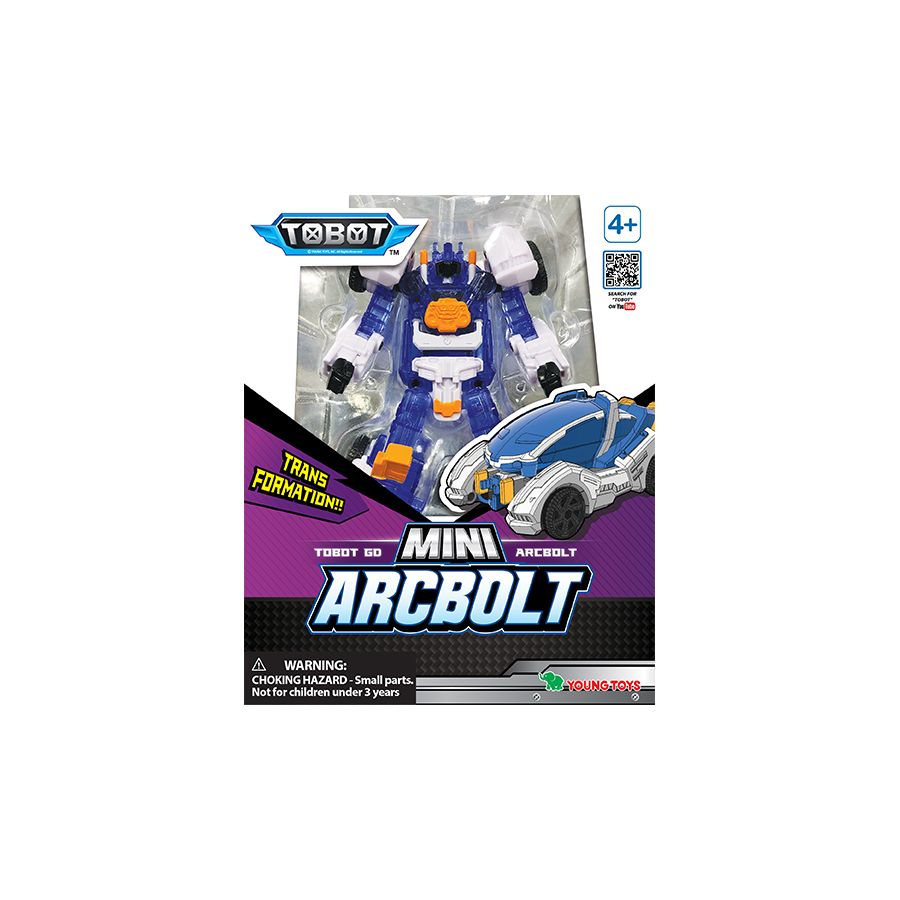 TOBOT
TM
4+
SEARCH FOR
"TOBOT"
ON YouTube
TRANS
FORMATION!!
TOBOT GD MINI ARCBOLT
ARCBOLT
⚠ WARNING:
CHOKING HAZARD - Small parts.
Not for children under 3 years
YOUNG TOYS